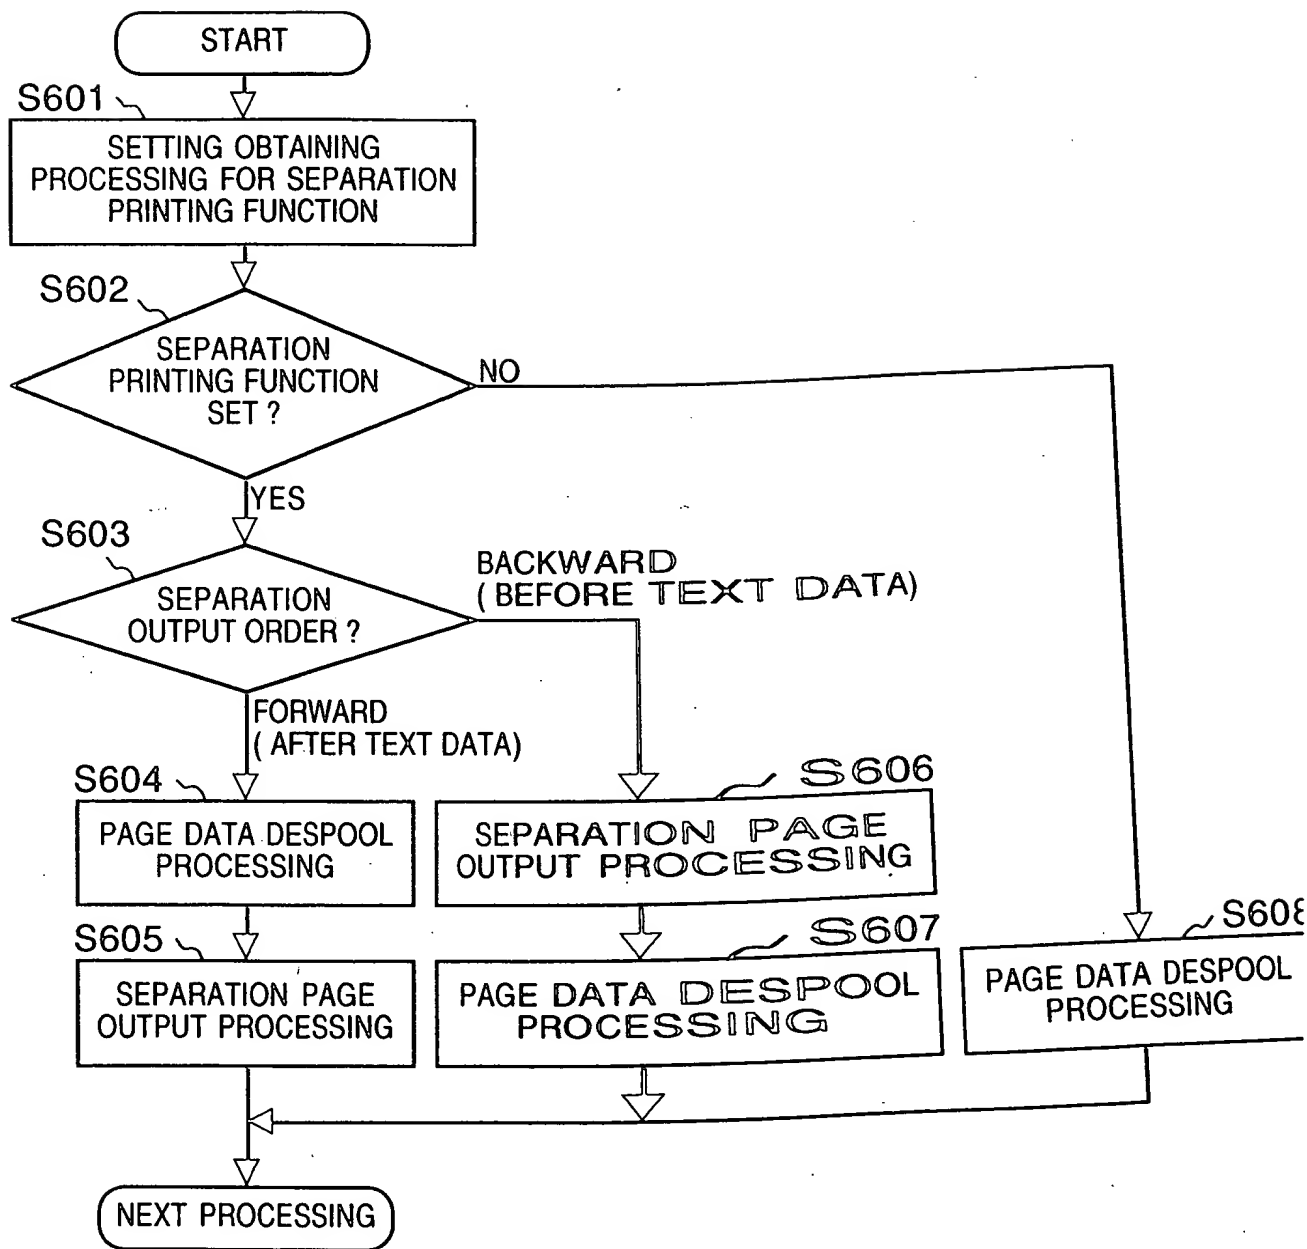 START
S601
SETTING OBTAINING
PROCESSING FOR SEPARATION
PRINTING FUNCTION
S602
SEPARATION
PRINTING FUNCTION
SET ?
NO
YES
S603
SEPARATION
OUTPUT ORDER ?
BACKWARD
( BEFORE TEXT DATA)
FORWARD
( AFTER TEXT DATA)
S604
PAGE DATA DESPOOL
PROCESSING
S606
SEPARATION PAGE
OUTPUT PROCESSING
S605
SEPARATION PAGE
OUTPUT PROCESSING
S607
PAGE DATA DESPOOL
PROCESSING
S608
PAGE DATA DESPOOL
PROCESSING
NEXT PROCESSING